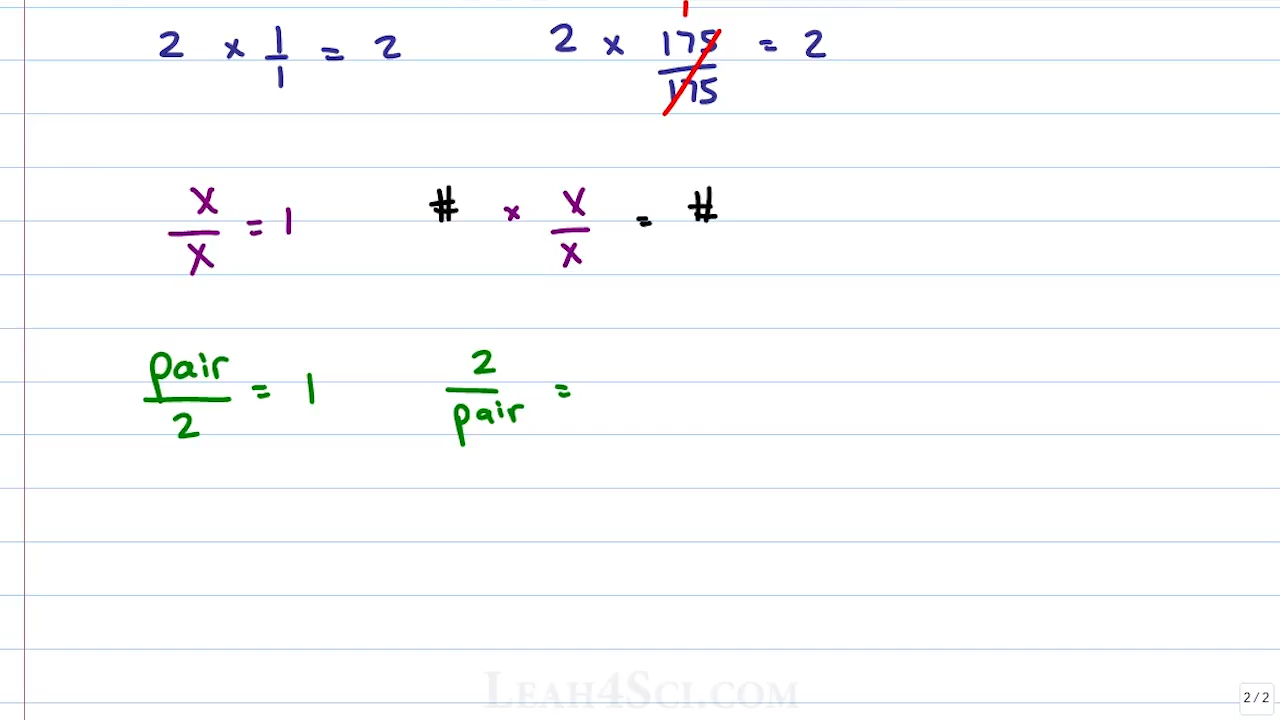 1
2 x 1/1 = 2 2 x 175/175 = 2
x/x = 1 # x x/x = #
pair/2 = 1 2/pair =
LEAH4SCI.COM
2 / 2